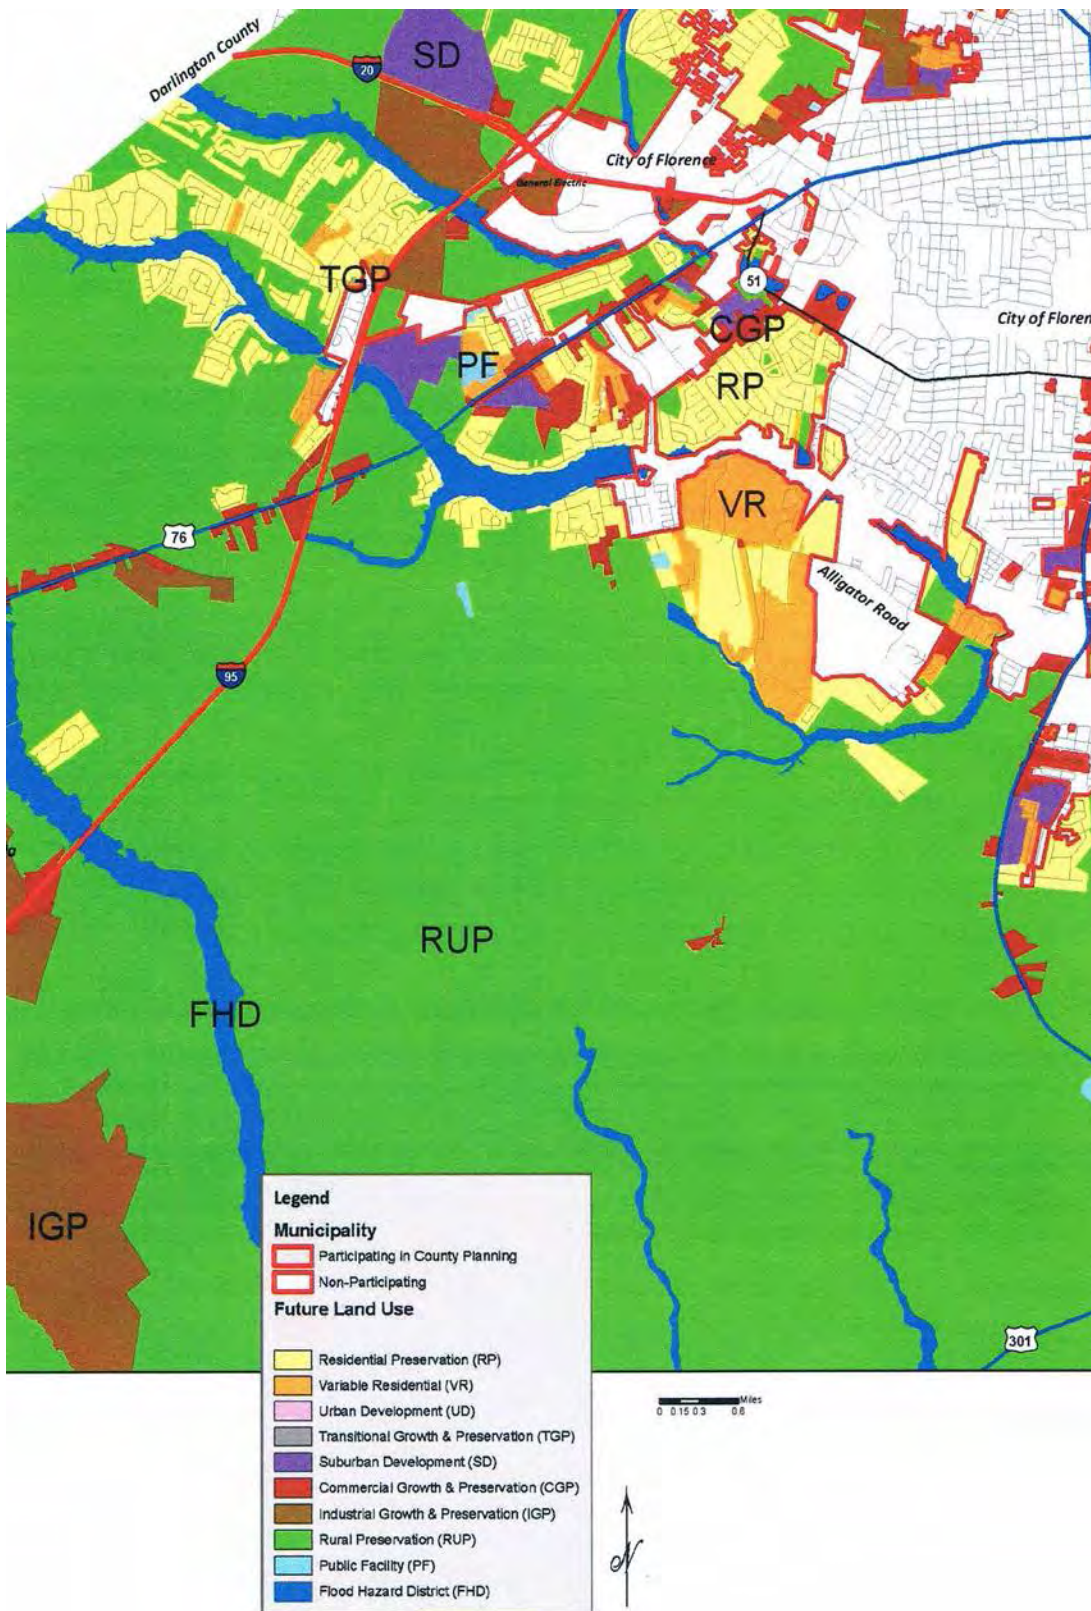 SD
Darlington County
20
City of Florence
General Electric
TGP
51
CGP
City of Floren
PF
RP
VR
76
Alligator Road
95
RUP
FHD
IGP
301
Legend
Municipality
Participating in County Planning
Non-Participating
Future Land Use
Residential Preservation (RP)
Variable Residential (VR)
Urban Development (UD)
Transitional Growth & Preservation (TGP)
Suburban Development (SD)
Commercial Growth & Preservation (CGP)
Industrial Growth & Preservation (IGP)
Rural Preservation (RUP)
Public Facility (PF)
Flood Hazard District (FHD)
Miles
0 0.15 0.3 0.6
N